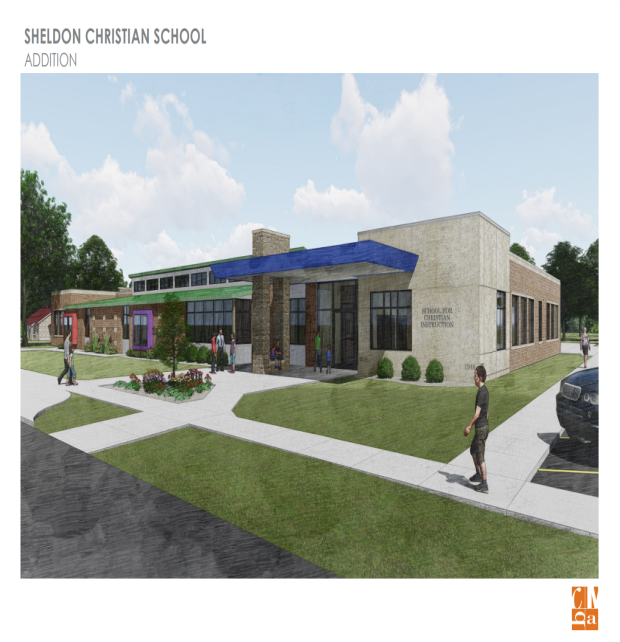 SHELDON CHRISTIAN SCHOOL
ADDITION
SCHOOL FOR
CHRISTIAN
INSTRUCTION